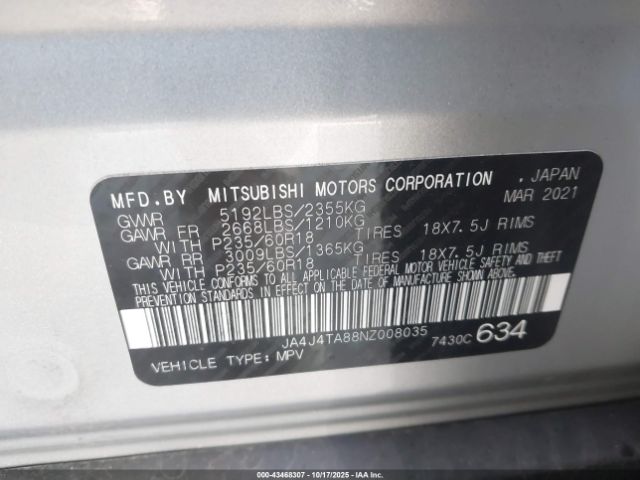 MFD.BY MITSUBISHI MOTORS CORPORATION . JAPAN
MAR 2021
GVWR 5192LBS/2355KG
GAWR FR 2668LBS/1210KG
WITH P235/60R18 TIRES 18X7.5J RIMS
GAWR RR 3009LBS/1365KG
WITH P235/60R18 TIRES 18X7.5J RIMS
THIS VEHICLE CONFORMS TO ALL APPLICABLE FEDERAL MOTOR VEHICLE SAFETY AND THEFT
PREVENTION STANDARDS IN EFFECT ON THE DATE OF MANUFACTURE SHOWN ABOVE.
JA4J4TA88NZ008035 7430C 634
VEHICLE TYPE: MPV
000-43468307 - 10/17/2025 - IAAI.COM